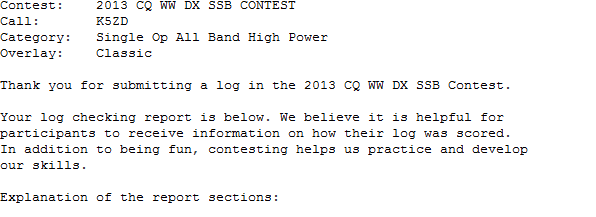 Contest:    2013 CQ WW DX SSB CONTEST
Call:       K5ZD
Category:   Single Op All Band High Power
Overlay:    Classic
Thank you for submitting a log in the 2013 CQ WW DX SSB Contest.
Your log checking report is below. We believe it is helpful for
participants to receive information on how their log was scored.
In addition to being fun, contesting helps us practice and develop
our skills.
Explanation of the report sections: